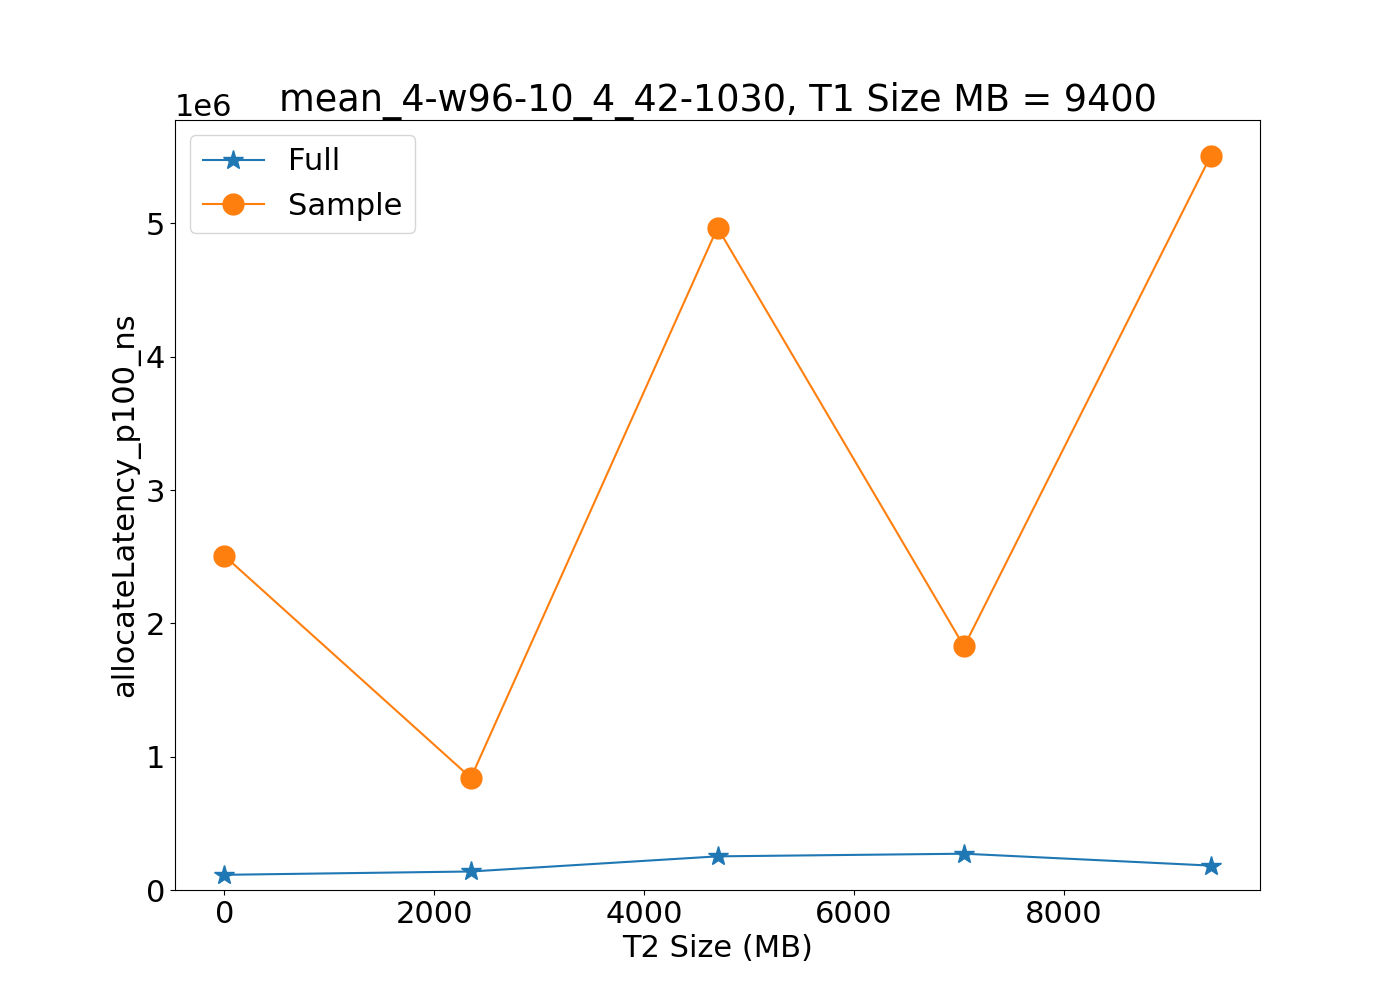 mean_4-w96-10_4_42-1030, T1 Size MB = 9400
1e6
Full
Sample
5
4
3
2
1
0
allocateLatency_p100_ns
0 2000 4000 6000 8000
T2 Size (MB)